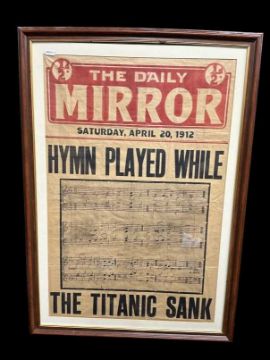 THE DAILY
MIRROR
SATURDAY, APRIL 20, 1912
HYMN PLAYED WHILE
THE TITANIC SANK